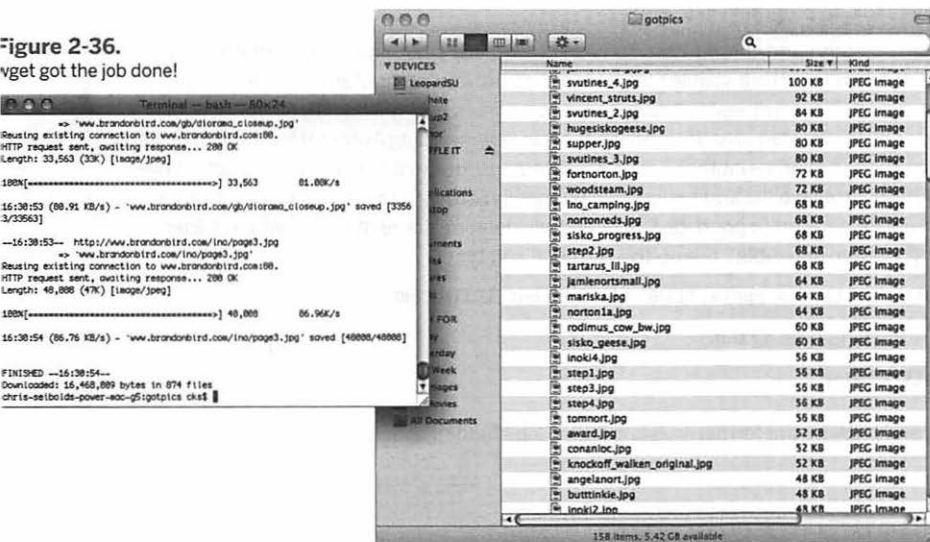 Figure 2-36.
wget got the job done!
Terminal — bash — 80x24
=> 'www.brandonbird.com/gb/diorama_closeup.jpg'
Reusing existing connection to www.brandonbird.com:80.
HTTP request sent, awaiting response... 200 OK
Length: 33,563 (33K) [image/jpeg]
100%[====================================>] 33,563 81.08K/s
16:30:53 (80.91 KB/s) - 'www.brandonbird.com/gb/diorama_closeup.jpg' saved [3356
3/33563]
--16:30:53-- http://www.brandonbird.com/lno/page3.jpg
=> 'www.brandonbird.com/lno/page3.jpg'
Reusing existing connection to www.brandonbird.com:80.
HTTP request sent, awaiting response... 200 OK
Length: (47K) [image/jpeg]
100%[====================================>] 86.96K/s
16:30:54 (86.76 KB/s) - 'www.brandonbird.com/lno/page3.jpg' saved
FINISHED --16:30:54--
Downloaded: 16,468,809 bytes in 874 files
chris-seibolds-power-mac-g5:gotpics cks$
gotpics
DEVICES
LeopardSU
All Documents
Name Size Kind
svutines_4.jpg 100 KB JPEG image
vincent_struts.jpg 92 KB JPEG image
svutines_2.jpg 84 KB JPEG image
hugesiskogeese.jpg 80 KB JPEG image
supper.jpg 80 KB JPEG image
svutines_3.jpg 80 KB JPEG image
fortnorton.jpg 72 KB JPEG image
woodsteam.jpg 72 KB JPEG image
lno_camping.jpg 68 KB JPEG image
nortonreds.jpg 68 KB JPEG image
sisko_progress.jpg 68 KB JPEG image
step2.jpg 68 KB JPEG image
tartarus_lil.jpg 68 KB JPEG image
jamienortsmall.jpg 64 KB JPEG image
mariska.jpg 64 KB JPEG image
norton1a.jpg 64 KB JPEG image
rodimus_cow_bw.jpg 60 KB JPEG image
sisko_geese.jpg 60 KB JPEG image
inoki4.jpg 56 KB JPEG image
step1.jpg 56 KB JPEG image
step3.jpg 56 KB JPEG image
step4.jpg 56 KB JPEG image
tomnort.jpg 56 KB JPEG image
award.jpg 52 KB JPEG image
conanloc.jpg 52 KB JPEG image
knockoff_walken_original.jpg 52 KB JPEG image
angelanort.jpg 48 KB JPEG image
butttinkie.jpg 48 KB JPEG image
inoki2.jpg 48 KB JPEG image
158 items, 5.42 GB available